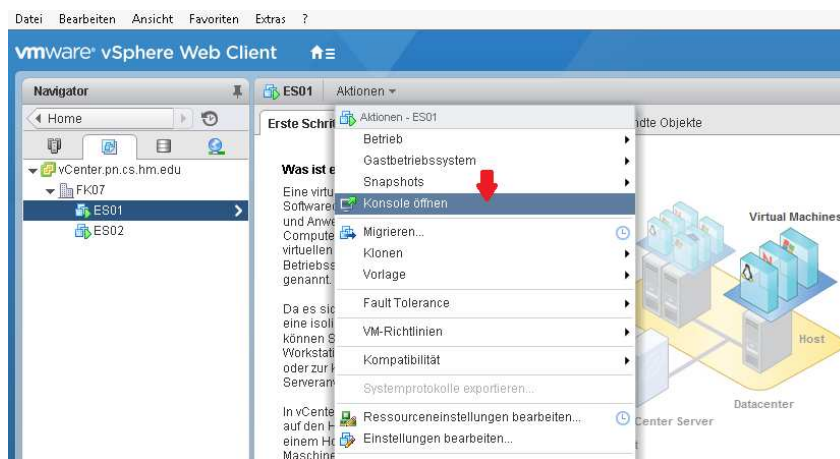 Datei Bearbeiten Ansicht Favoriten Extras ?
vmware® vSphere Web Client
Navigator
ES01 Aktionen
Home
Erste Schri
ndte Objekte
Aktionen - ES01
Betrieb
Gastbetriebssystem
Snapshots
Konsole öffnen
Migrieren...
Klonen
Vorlage
Fault Tolerance
VM-Richtlinien
Kompatibilität
Systemprotokolle exportieren...
Ressourceneinstellungen bearbeiten...
Einstellungen bearbeiten...
vCenter.pn.cs.hm.edu
FK07
ES01
ES02
Was ist e
Eine virtu
Software
und Anwe
Compute
virtuellen
Betriebss
genannt.
Da es sic
eine isoli
können S
Workstati
oder zur
Serveran
In vCente
auf den H
einem Ho
Maschine
Virtual Machines
Host
Datacenter
Center Server